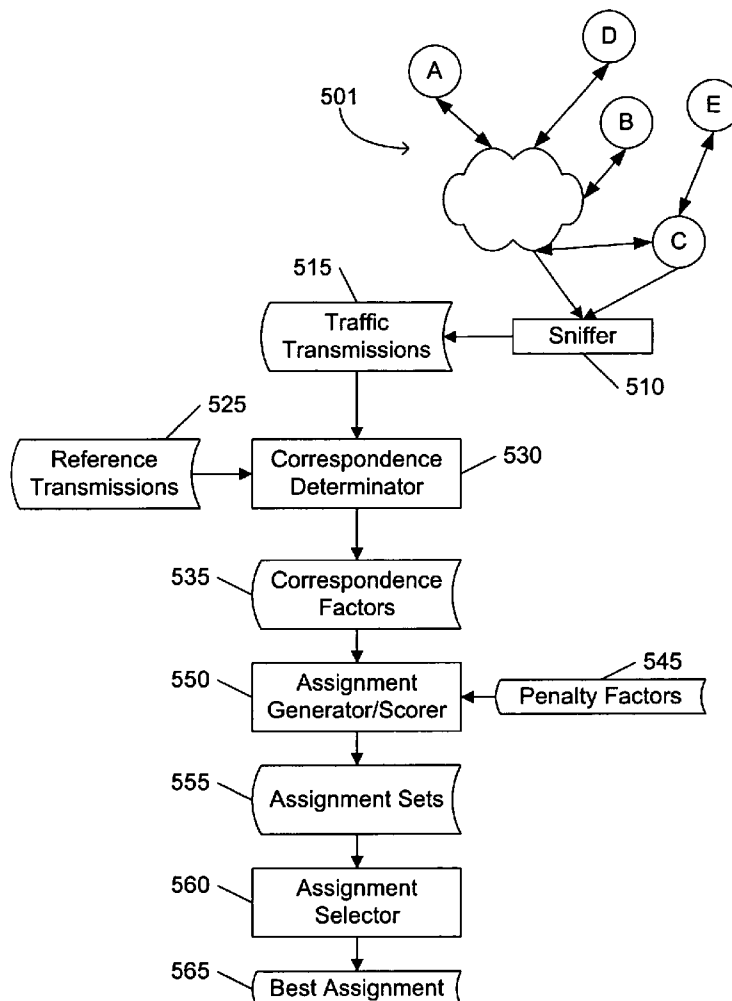 D
A
E
501
B
C
515
Traffic
Transmissions
Sniffer
510
525
Reference
Transmissions
Correspondence
Determinator
530
535
Correspondence
Factors
545
550
Assignment
Generator/Scorer
Penalty Factors
555
Assignment Sets
560
Assignment
Selector
565
Best Assignment